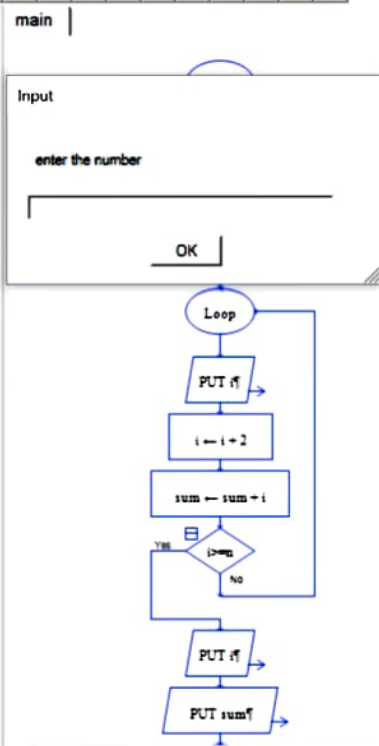 main
Input
enter the number
OK
Loop
PUT i¶
i ← i + 2
sum ← sum + i
Yes
i>=n
No
PUT i¶
PUT sum¶